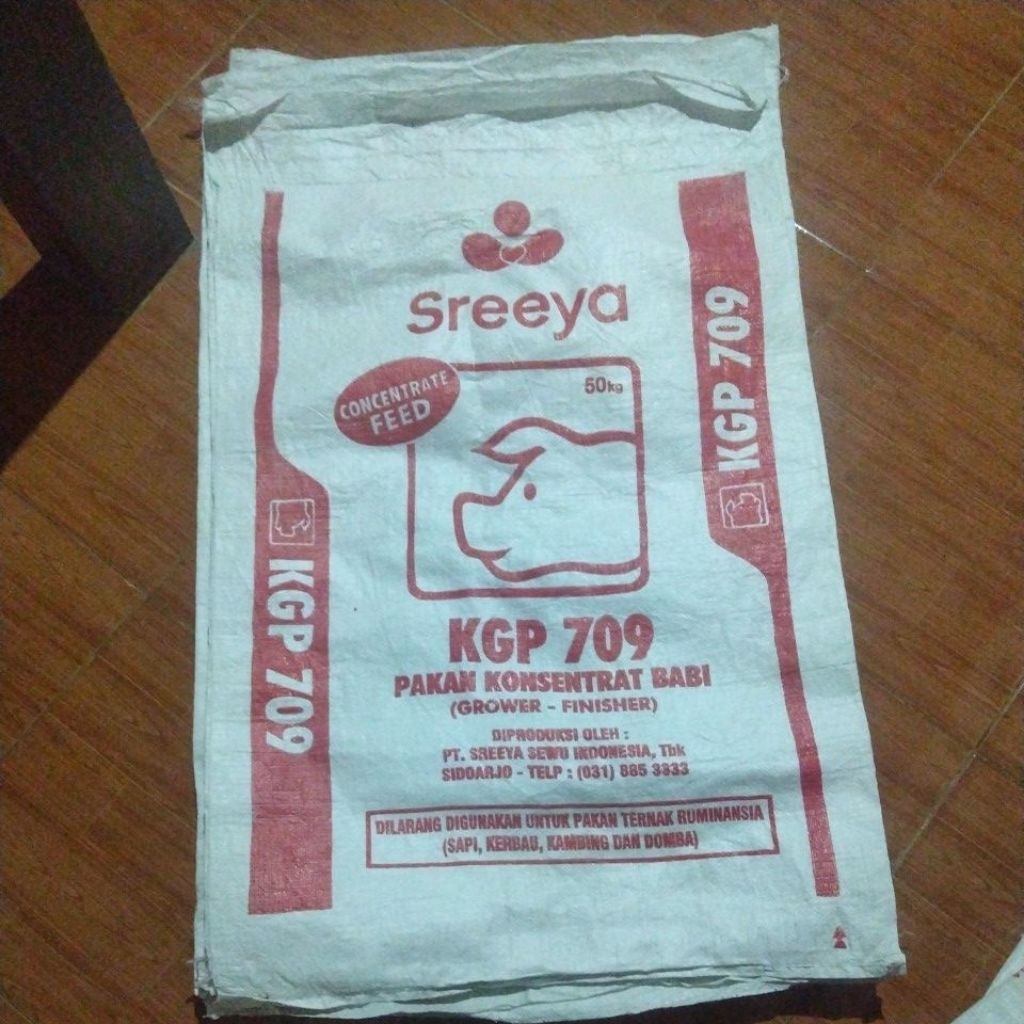 Sreeya
CONCENTRATE
FEED
50kg
KGP 709
KGP 709
KGP 709
PAKAN KONSENTRAT BABI
(GROWER - FINISHER)
DIPRODUKSI OLEH :
PT. SREEYA SEWU INDONESIA, Tbk
SIDOARJO - TELP : (031) 885 3333
DILARANG DIGUNAKAN UNTUK PAKAN TERNAK RUMINANSIA
(SAPI, KERBAU, KAMBING DAN DOMBA)